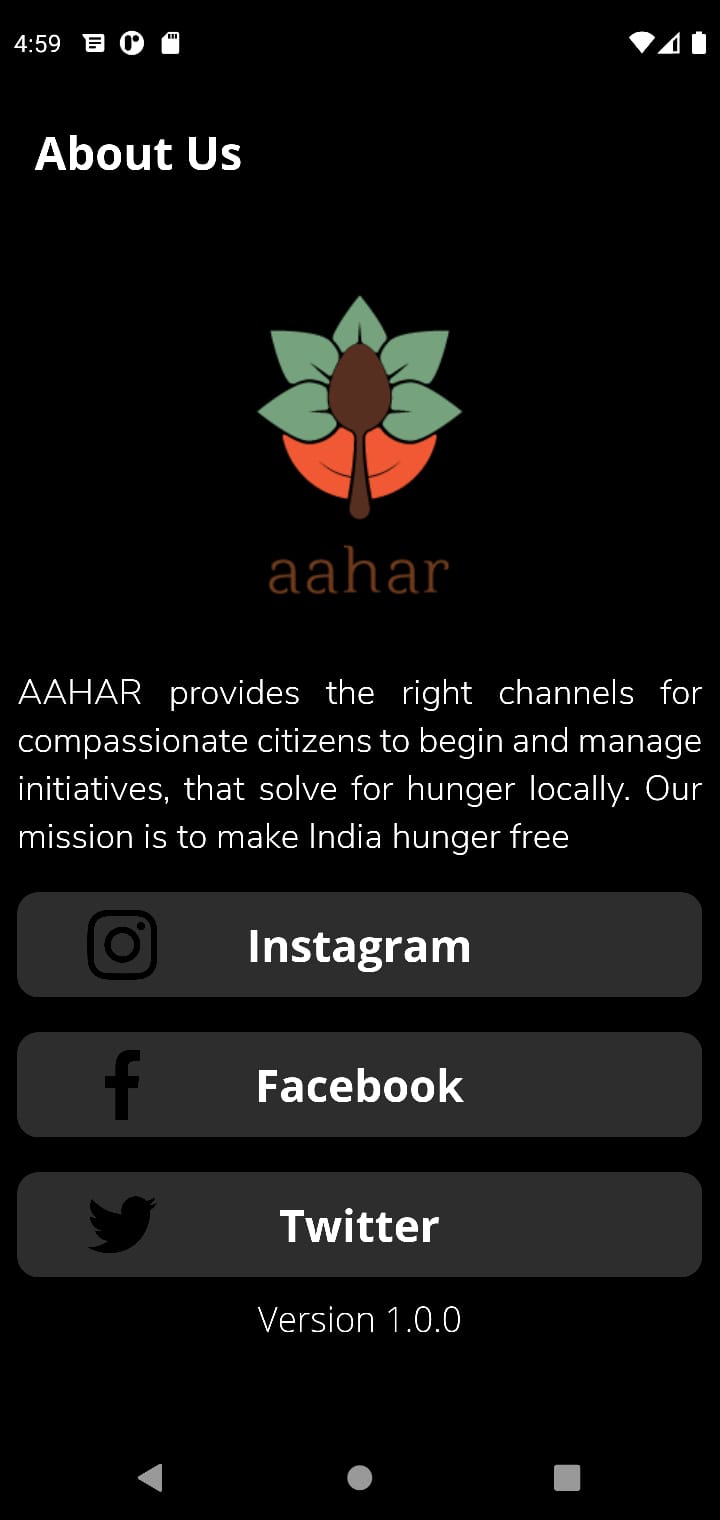 4:59
About Us
aahar
AAHAR provides the right channels for
compassionate citizens to begin and manage
initiatives, that solve for hunger locally. Our
mission is to make India hunger free
Instagram
Facebook
Twitter
Version 1.0.0